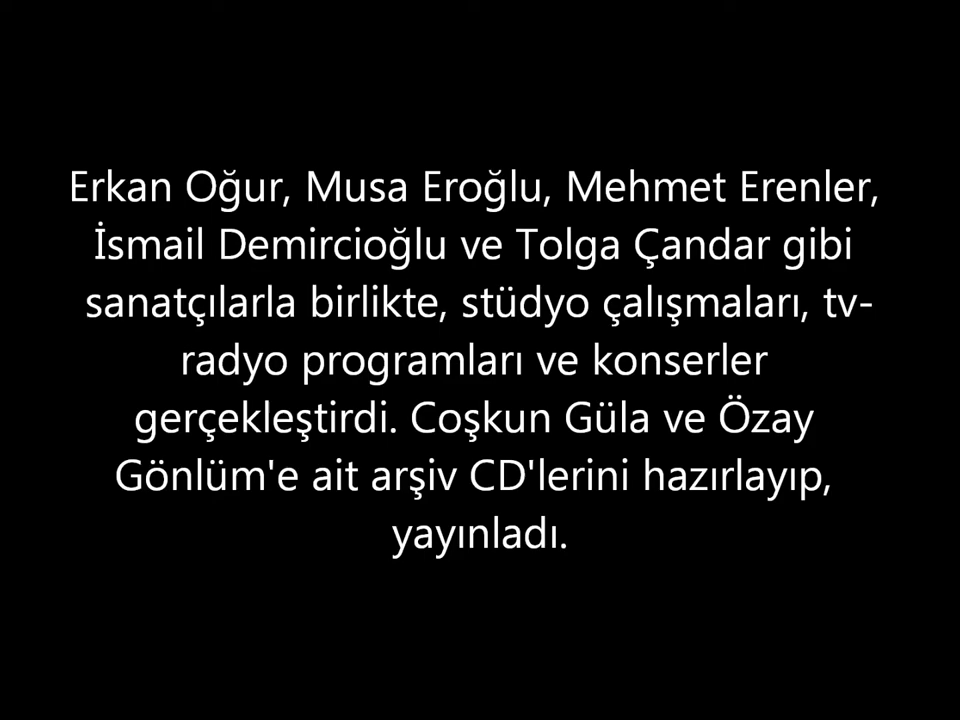 Erkan Oğur, Musa Eroğlu, Mehmet Erenler,
İsmail Demircioğlu ve Tolga Çandar gibi
sanatçılarla birlikte, stüdyo çalışmaları, tv-
radyo programları ve konserler
gerçekleştirdi. Coşkun Güla ve Özay
Gönlüm'e ait arşiv CD'lerini hazırlayıp,
yayınladı.